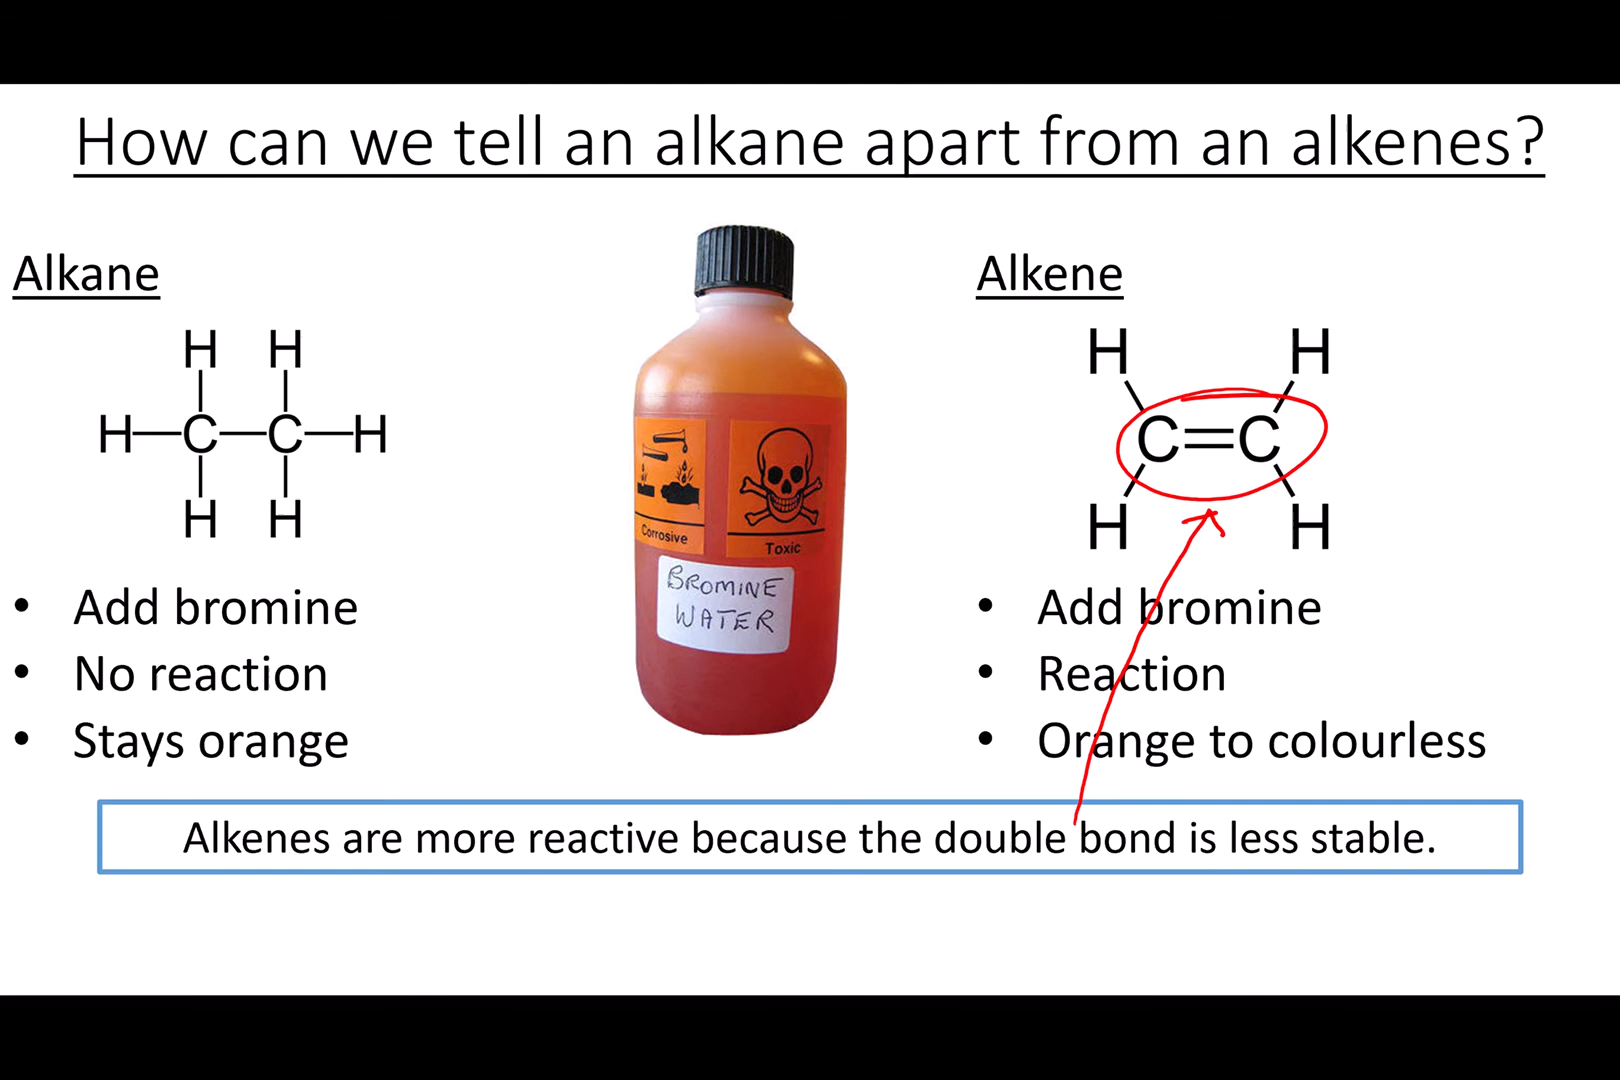 How can we tell an alkane apart from an alkenes?
Alkane
H H
H—C—C—H
H H
• Add bromine
• No reaction
• Stays orange
Corrosive
Toxic
BROMINE
WATER
Alkene
H H
C=C
H H
• Add bromine
• Reaction
• Orange to colourless
Alkenes are more reactive because the double bond is less stable.